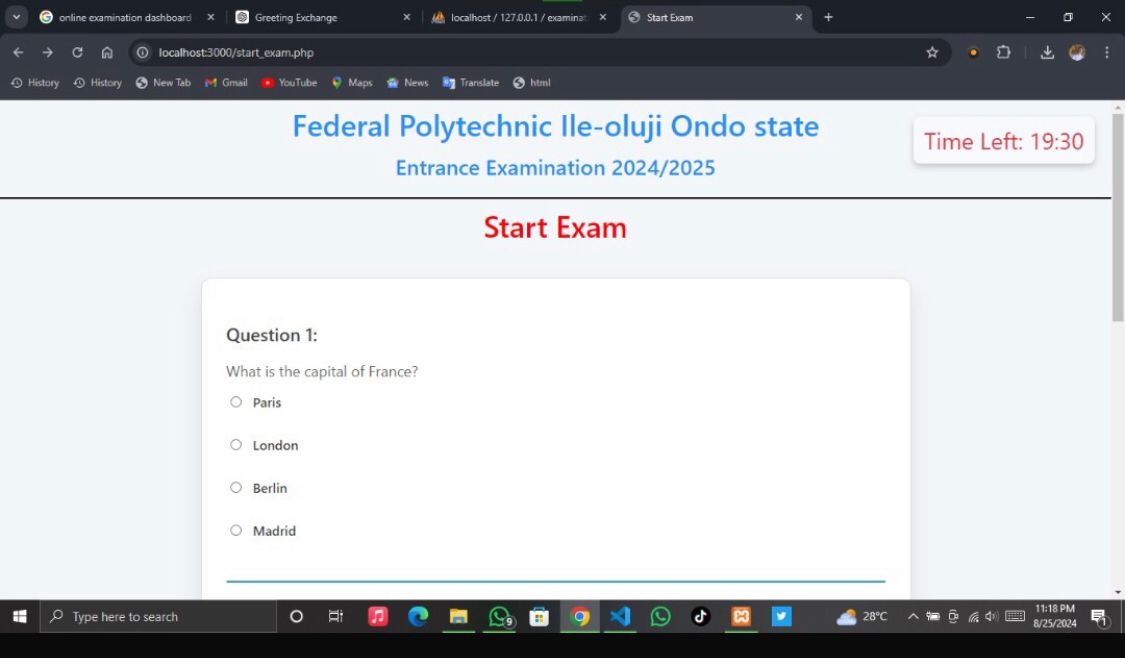 online examination dashboard
Greeting Exchange
localhost / 127.0.0.1 / examinat
Start Exam
localhost:3000/start_exam.php
History
History
New Tab
Gmail
YouTube
Maps
News
Translate
html
Federal Polytechnic Ile-oluji Ondo state
Time Left: 19:30
Entrance Examination 2024/2025
Start Exam
Question 1:
What is the capital of France?
Paris
London
Berlin
Madrid
Type here to search
9
28°C
11:18 PM
8/25/2024
1